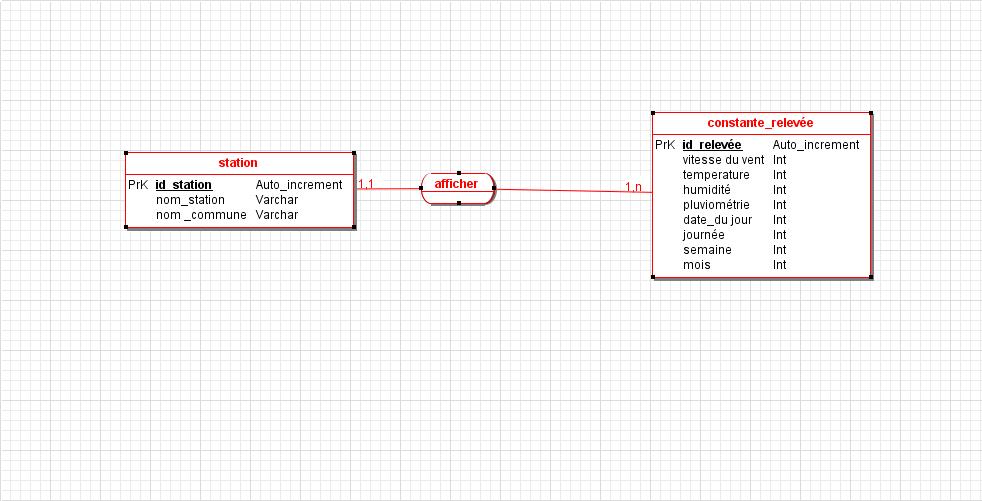 station
PrK id_station Auto_increment
nom_station Varchar
nom _commune Varchar
1,1
afficher
1,n
constante_relevée
PrK id_relevée Auto_increment
vitesse du vent Int
temperature Int
humidité Int
pluviométrie Int
date_du jour Int
journée Int
semaine Int
mois Int